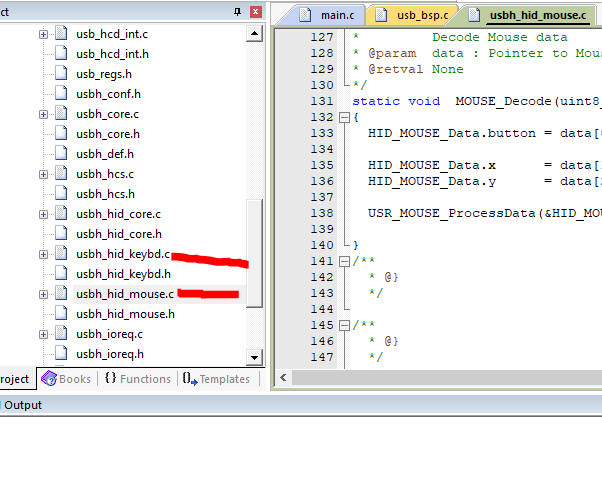 ct
usb_hcd_int.c
usb_hcd_int.h
usb_regs.h
usbh_conf.h
usbh_core.c
usbh_core.h
usbh_def.h
usbh_hcs.c
usbh_hcs.h
usbh_hid_core.c
usbh_hid_core.h
usbh_hid_keybd.c
usbh_hid_keybd.h
usbh_hid_mouse.c
usbh_hid_mouse.h
usbh_ioreq.c
usbh_ioreq.h
roject Books {} Functions Templates
main.c usb_bsp.c usbh_hid_mouse.c
127 * Decode Mouse data
128 * @param data : Pointer to Mou
129 * @retval None
130 */
131 static void MOUSE_Decode(uint8_
132 {
133 HID_MOUSE_Data.button = data[
134
135 HID_MOUSE_Data.x = data[
136 HID_MOUSE_Data.y = data[
137
138 USR_MOUSE_ProcessData(&HID_MOU
139
140 }
141 /**
142 * @}
143 */
144
145 /**
146 * @}
147 */
Output